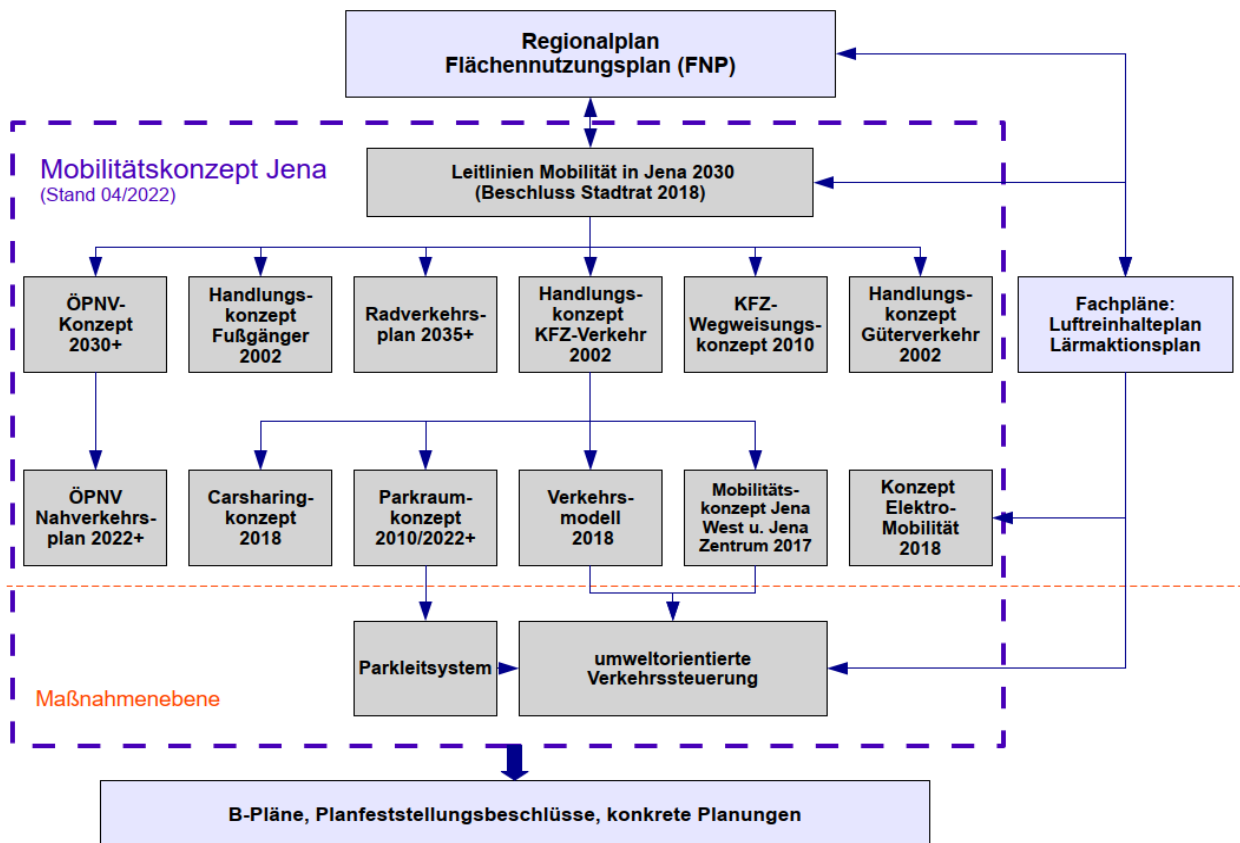 Regionalplan
Flächennutzungsplan (FNP)
Mobilitätskonzept Jena
(Stand 04/2022)
Leitlinien Mobilität in Jena 2030
(Beschluss Stadtrat 2018)
ÖPNV-
Konzept
2030+
Handlungs-
konzept
Fußgänger
2002
Radverkehrs-
plan 2035+
Handlungs-
konzept
KFZ-Verkehr
2002
KFZ-
Wegweisungs-
konzept 2010
Handlungs-
konzept
Güterverkehr
2002
Fachpläne:
Luftreinhalteplan
Lärmaktionsplan
ÖPNV
Nahverkehrs-
plan 2022+
Carsharing-
konzept
2018
Parkraum-
konzept
2010/2022+
Verkehrs-
modell
2018
Mobilitäts-
konzept Jena
West u. Jena
Zentrum 2017
Konzept
Elektro-
Mobilität
2018
Parkleitsystem
umweltorientierte
Verkehrssteuerung
Maßnahmenebene
B-Pläne, Planfeststellungsbeschlüsse, konkrete Planungen